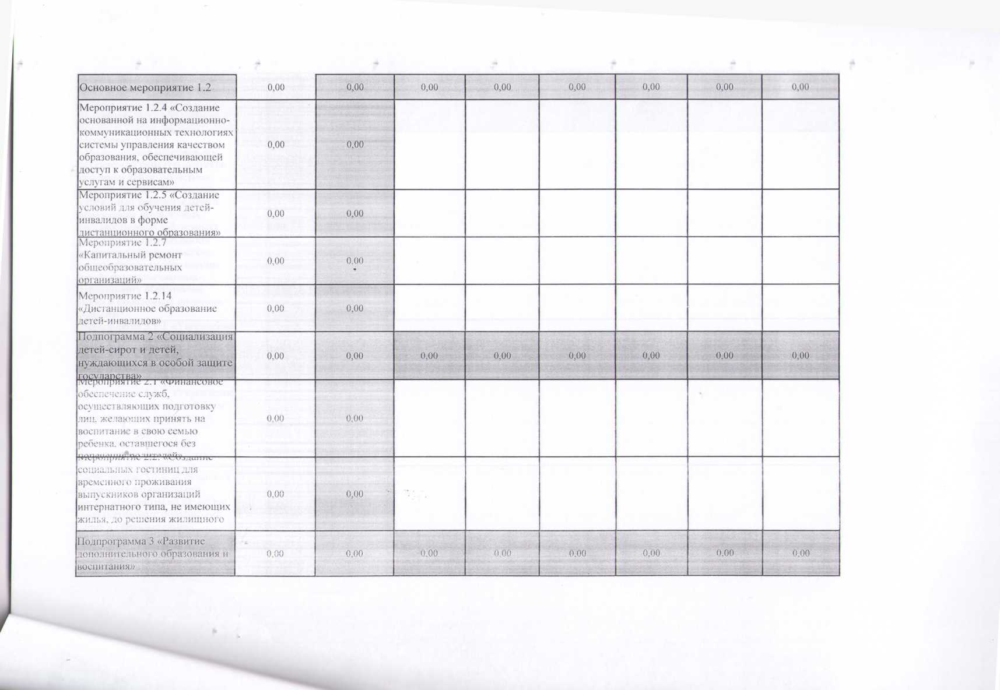 Основное мероприятие 1.2 0,00 0,00 0,00 0,00 0,00 0,00 0,00 0,00
Мероприятие 1.2.4 «Создание
основанной на информационно-
коммуникационных технологиях
системы управления качеством 0,00 0,00
образования, обеспечивающей
доступ к образовательным
услугам и сервисам»
Мероприятие 1.2.5 «Создание
условий для обучения детей-
инвалидов в форме 0,00 0,00
дистанционного образования»
Мероприятие 1.2.7
«Капитальный ремонт 0,00 0,00
общеобразовательных
организаций»
Мероприятие 1.2.14
«Дистанционное образование 0,00 0,00
детей-инвалидов»
Подпограмма 2 «Социализация
детей-сирот и детей, 0,00 0,00 0,00 0,00 0,00 0,00 0,00 0,00
нуждающихся в особой защите
государства»
Мероприятие 2.1 «Финансовое
обеспечение служб,
осуществляющих подготовку
лиц, желающих принять на 0,00 0,00
воспитание в свою семью
ребенка, оставшегося без
попечения родителей»
Мероприятие 2.2. «Создание
социальных гостиниц для
временного проживания
выпускников организаций 0,00 0,00
интернатного типа, не имеющих
жилья, до решения жилищного
Подпрограмма 3 «Развитие
дополнительного образования и 0,00 0,00 0,00 0,00 0,00 0,00 0,00 0,00
воспитания»